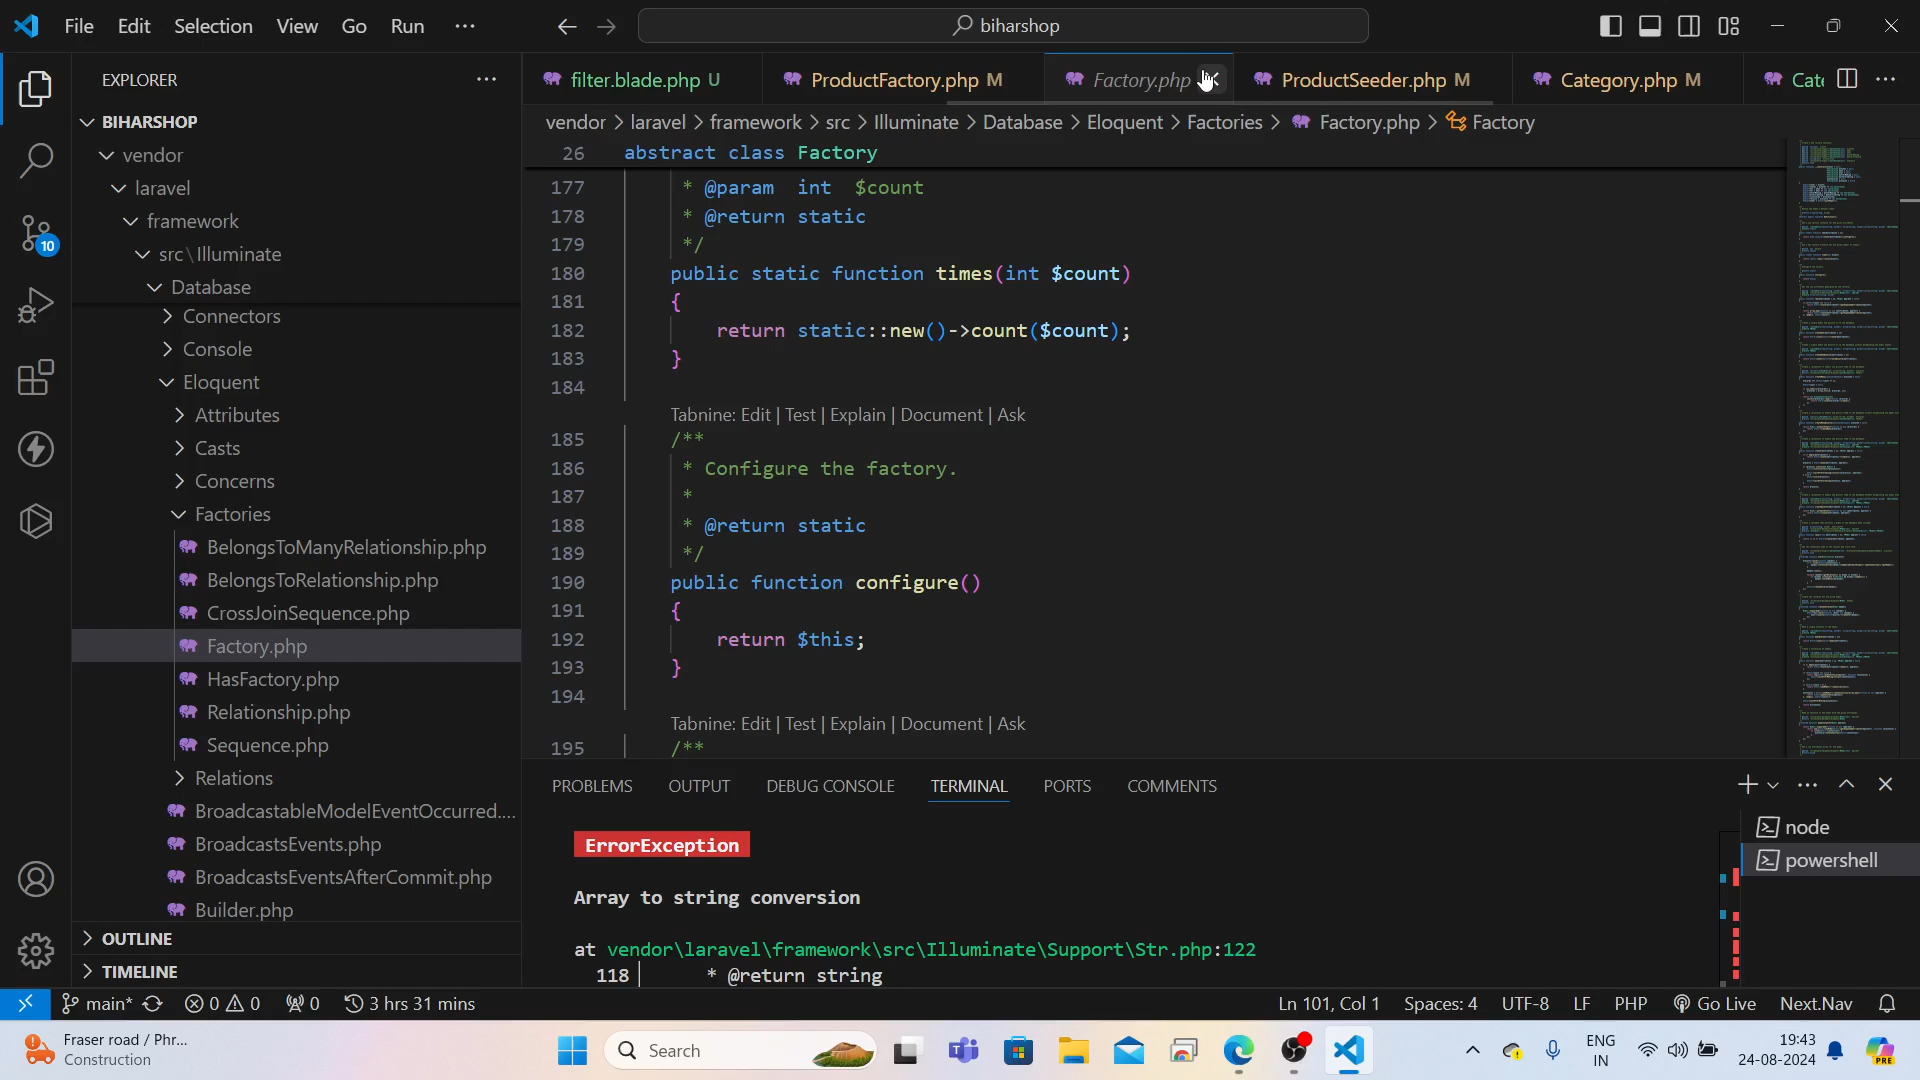 File Edit Selection View Go Run ...
biharshop
EXPLORER
BIHARSHOP
vendor
laravel
framework
src\Illuminate
Database
Connectors
Console
Eloquent
Attributes
Casts
Concerns
Factories
BelongsToManyRelationship.php
BelongsToRelationship.php
CrossJoinSequence.php
Factory.php
HasFactory.php
Relationship.php
Sequence.php
Relations
BroadcastableModelEventOccurred....
BroadcastsEvents.php
BroadcastsEventsAfterCommit.php
Builder.php
OUTLINE
TIMELINE
10
filter.blade.php U ProductFactory.php M Factory.php ProductSeeder.php M Category.php M Cate
vendor > laravel > framework > src > Illuminate > Database > Eloquent > Factories > Factory.php > Factory
26 abstract class Factory
177 * @param int $count
178 * @return static
179 */
180 public static function times(int $count)
181 {
182 return static::new()->count($count);
183 }
184
Tabnine: Edit | Test | Explain | Document | Ask
185 /**
186 * Configure the factory.
187 *
188 * @return static
189 */
190 public function configure()
191 {
192 return $this;
193 }
194
Tabnine: Edit | Test | Explain | Document | Ask
195 /**
PROBLEMS OUTPUT DEBUG CONSOLE TERMINAL PORTS COMMENTS
node
powershell
ErrorException
Array to string conversion
at vendor\laravel\framework\src\Illuminate\Support\Str.php:122
118 * @return string
main* 0 0 0 3 hrs 31 mins Ln 101, Col 1 Spaces: 4 UTF-8 LF PHP Go Live Next.Nav
Fraser road / Phr...
Construction
Search
ENG
IN
19:43
24-08-2024
PRE